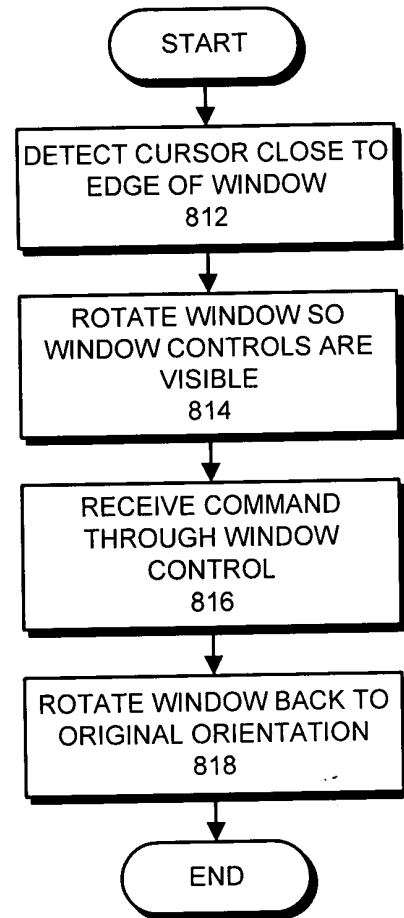 START
DETECT CURSOR CLOSE TO
EDGE OF WINDOW
812
ROTATE WINDOW SO
WINDOW CONTROLS ARE
VISIBLE
814
RECEIVE COMMAND
THROUGH WINDOW
CONTROL
816
ROTATE WINDOW BACK TO
ORIGINAL ORIENTATION
818
END